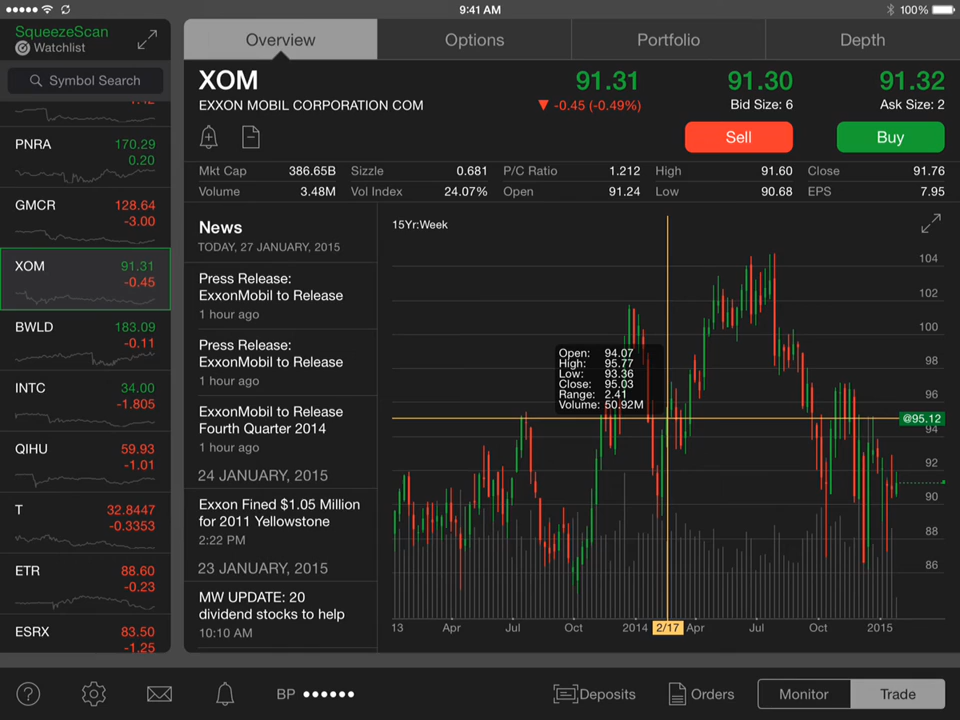 9:41 AM
100%
SqueezeScan
Watchlist
Symbol Search
1.42
PNRA 170.29
0.20
GMCR 128.64
-3.00
XOM 91.31
-0.45
BWLD 183.09
-0.11
INTC 34.00
-1.805
QIHU 59.93
-1.01
T 32.8447
-0.3353
ETR 88.60
-0.23
ESRX 83.50
-1.25
Overview Options Portfolio Depth
XOM 91.31 91.30 91.32
EXXON MOBIL CORPORATION COM ▼ -0.45 (-0.49%) Bid Size: 6 Ask Size: 2
Sell Buy
Mkt Cap 386.65B Sizzle 0.681 P/C Ratio 1.212 High 91.60 Close 91.76
Volume 3.48M Vol Index 24.07% Open 91.24 Low 90.68 EPS 7.95
News
TODAY, 27 JANUARY, 2015
Press Release:
ExxonMobil to Release
1 hour ago
Press Release:
ExxonMobil to Release
1 hour ago
ExxonMobil to Release
Fourth Quarter 2014
1 hour ago
24 JANUARY, 2015
Exxon Fined $1.05 Million
for 2011 Yellowstone
2:22 PM
23 JANUARY, 2015
MW UPDATE: 20
dividend stocks to help
10:10 AM
15Yr:Week
104
102
100
98
96
@95.12
94
92
90
88
86
Open: 94.07
High: 95.77
Low: 93.36
Close: 95.03
Range: 2.41
Volume: 50.92M
13 Apr Jul Oct 2014 2/17 Apr Jul Oct 2015
? BP ●●●●●● Deposits Orders Monitor Trade